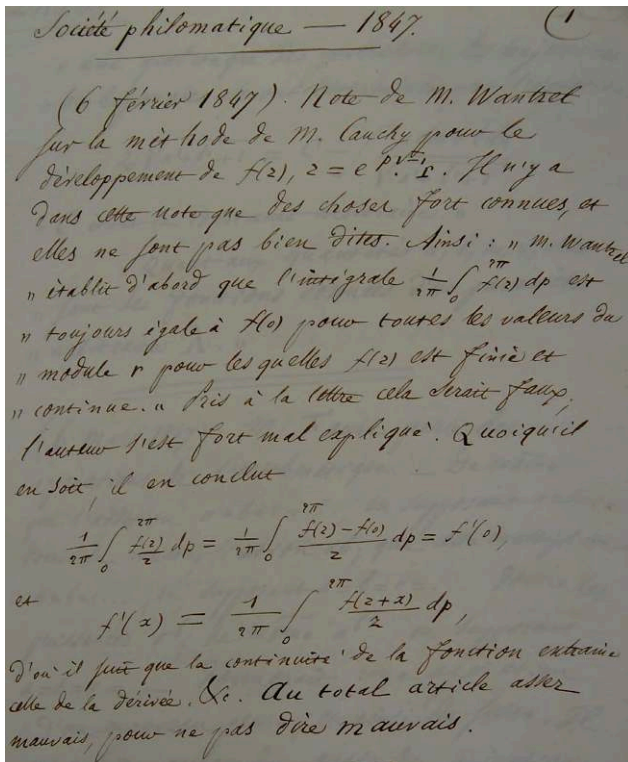 Société philomatique — 1847. (1
(6 février 1847). Note de M. Wantzel
sur la méthode de M. Cauchy pour le
développement de f(z), z = e^{p√-1}. r. Il n'y a
dans cette note que des choses fort connues, et
elles ne sont pas bien dites. Ainsi : " M. Wantzel
" établit d'abord que l'intégrale 1/2π ∫_0^{2π} f(z) dp est
" toujours égale à f(0) pour toutes les valeurs du
" module r pour lesquelles f(z) est finie et
" continue. " Pris à la lettre cela serait faux,
l'auteur s'est fort mal expliqué. Quoiqu'il
en soit, il en conclut
1/2π ∫_0^{2π} f(z)/z dp = 1/2π ∫_0^{2π} (f(z)-f(0))/z dp = f'(0),
et
f'(x) = 1/2π ∫_0^{2π} f(z+x)/z dp,
d'où il suit que la continuité de la fonction entraine
celle de la dérivée. &c. Au total article assez
mauvais, pour ne pas dire mauvais.